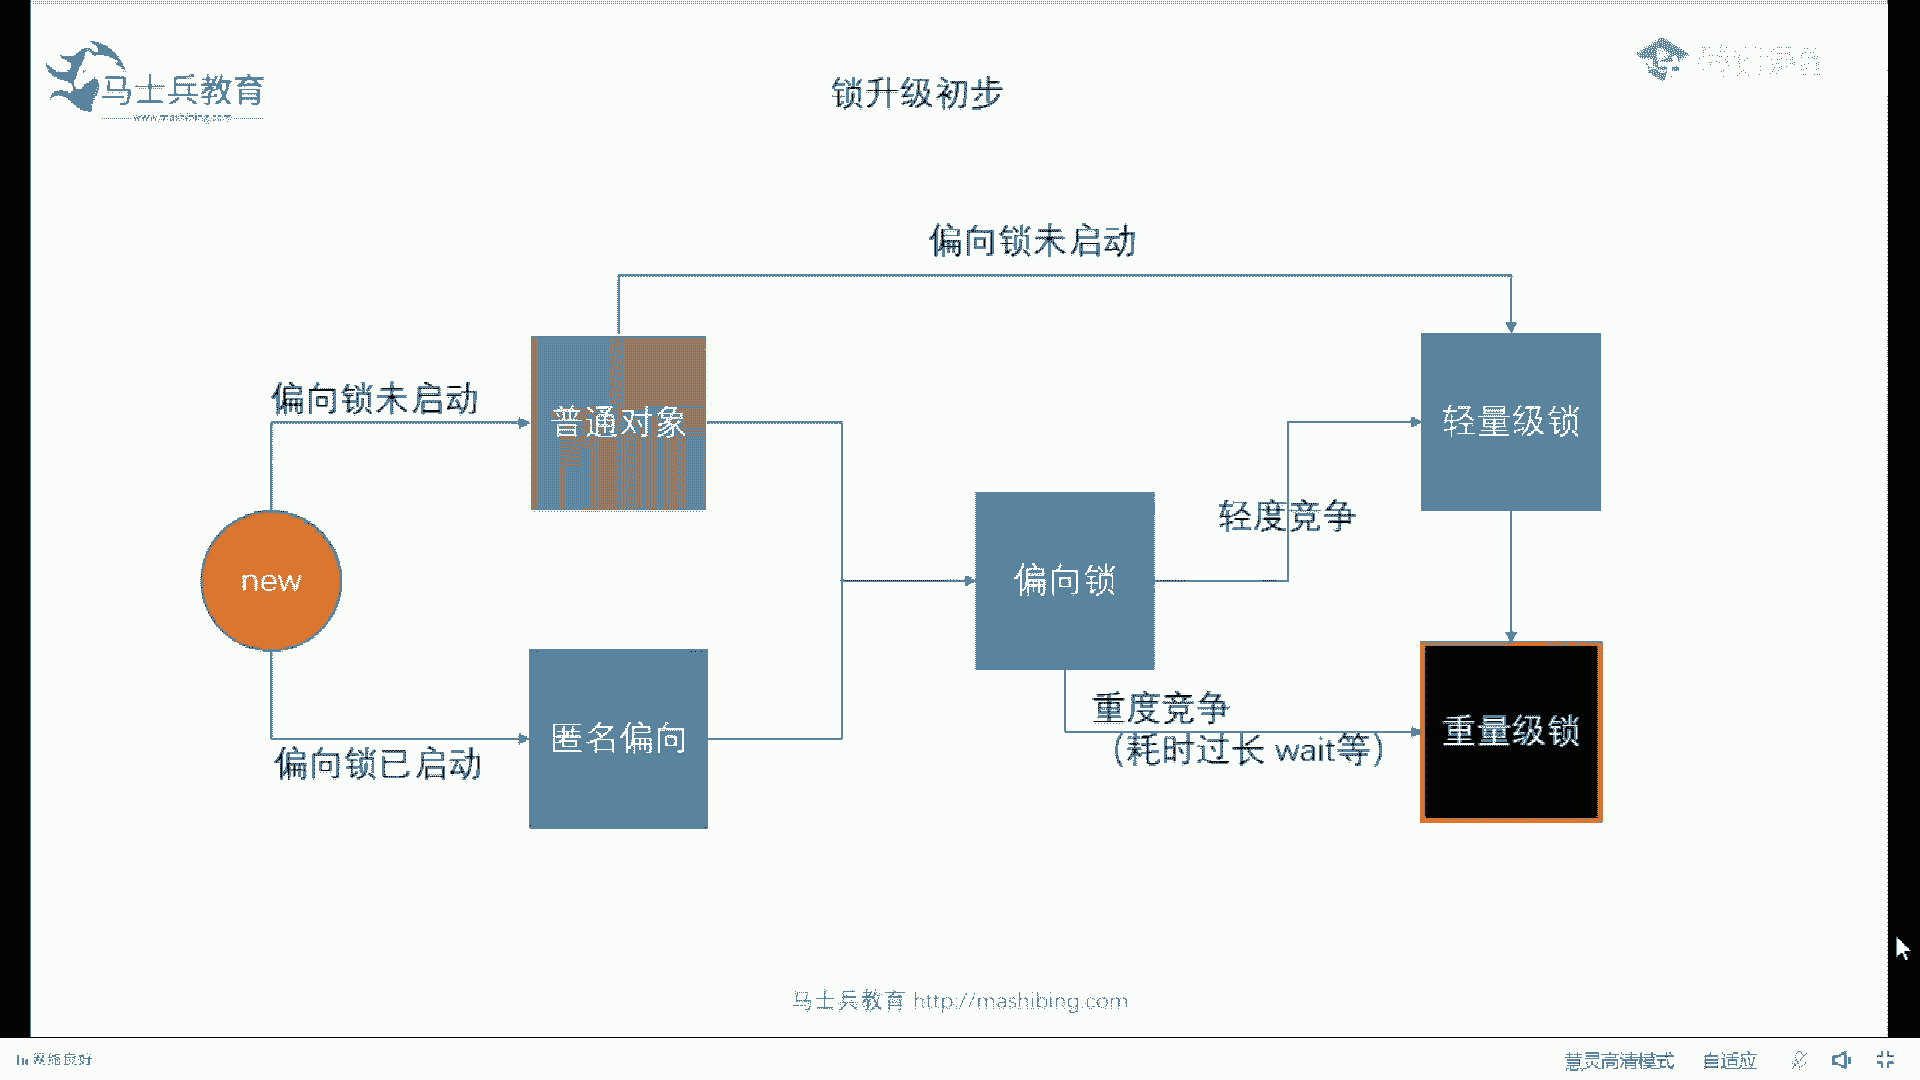 马士兵教育
www.mashibing.com
锁升级初步
偏向锁未启动
偏向锁未启动
普通对象
轻量级锁
轻度竞争
new
偏向锁
重度竞争
(耗时过长 wait等)
重量级锁
匿名偏向
偏向锁已启动
马士兵教育 http://mashibing.com
网络良好
慧灵高清模式
自适应